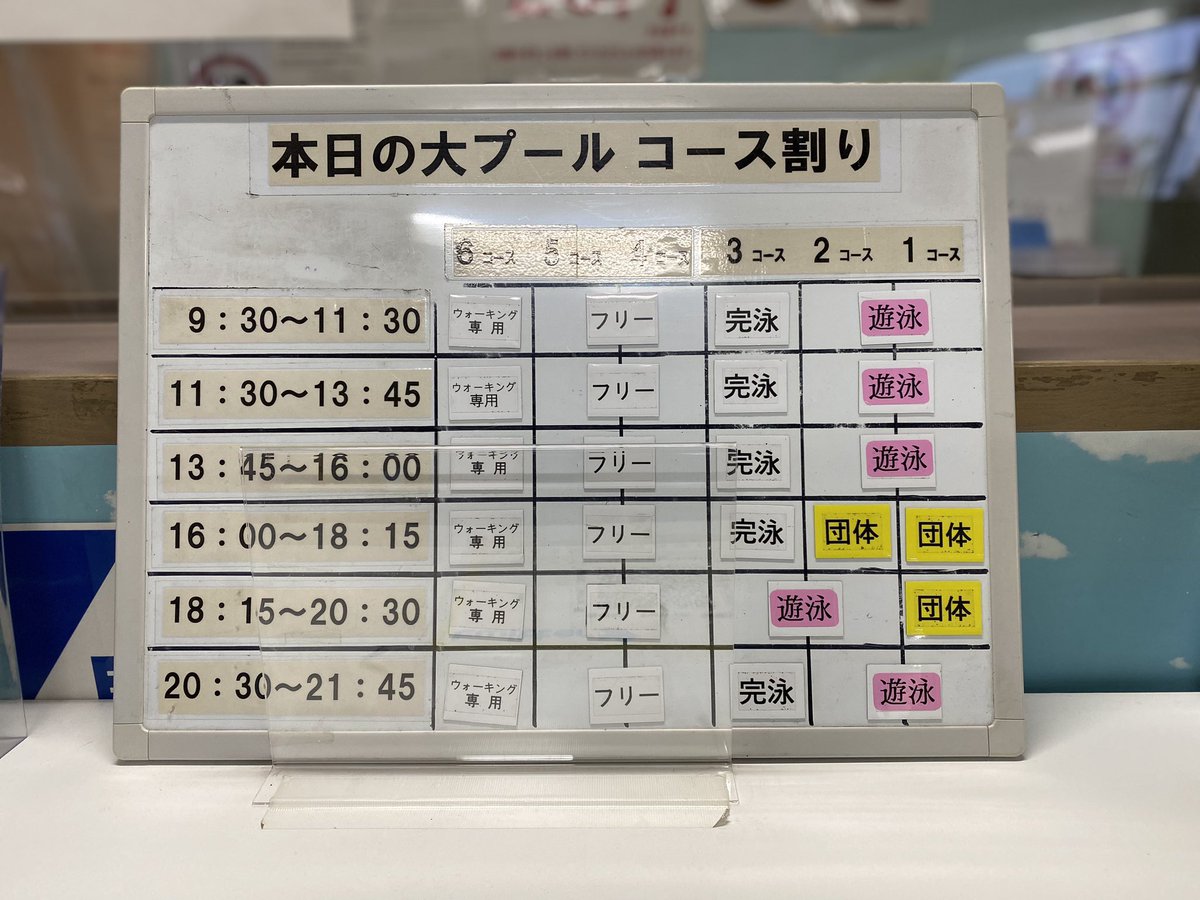 本日の大プール コース割り
6 コース 5 コース 4 コース 3 コース 2 コース 1 コース
9：30～11：30 ウォーキング専用 フリー 完泳 遊泳
11：30～13：45 ウォーキング専用 フリー 完泳 遊泳
13：45～16：00 ウォーキング専用 フリー 完泳 遊泳
16：00～18：15 ウォーキング専用 フリー 完泳 団体 団体
18：15～20：30 ウォーキング専用 フリー 遊泳 団体
20：30～21：45 ウォーキング専用 フリー 完泳 遊泳